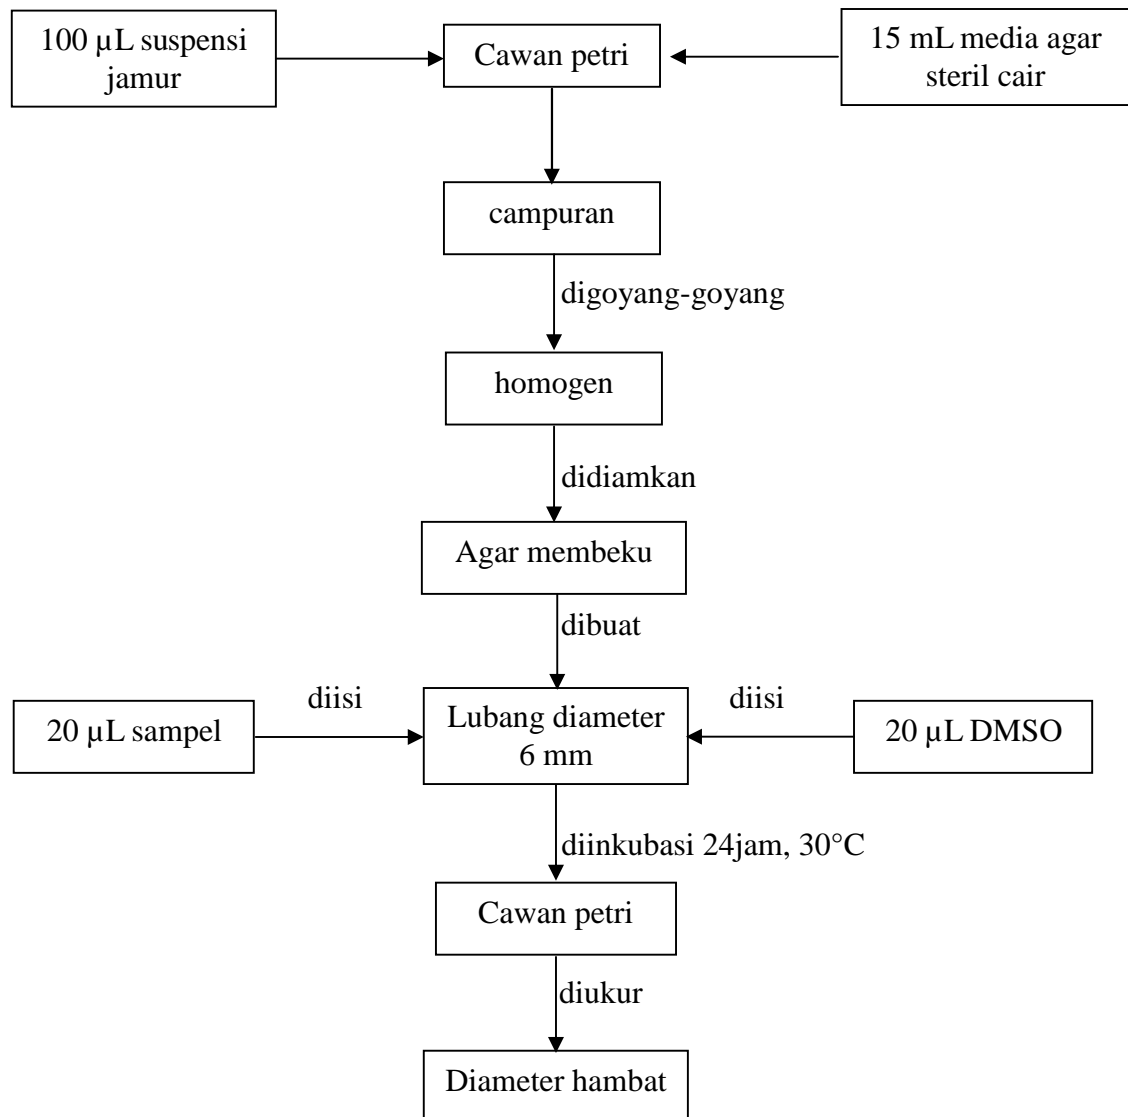 100 µL suspensi
jamur
Cawan petri
15 mL media agar
steril cair
campuran
digoyang-goyang
homogen
didiamkan
Agar membeku
dibuat
20 µL sampel
diisi
Lubang diameter
6 mm
diisi
20 µL DMSO
diinkubasi 24jam, 30°C
Cawan petri
diukur
Diameter hambat